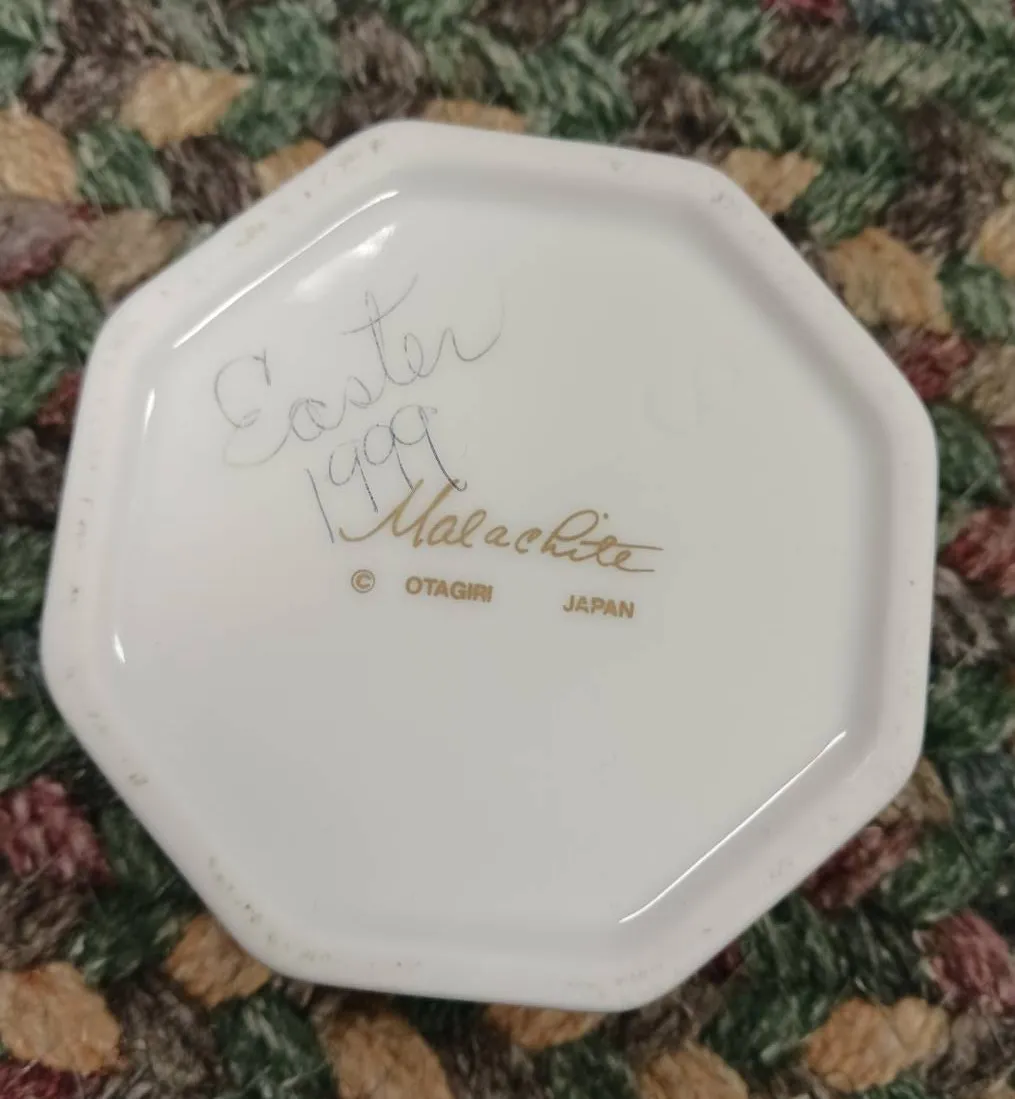 Easter
1999
Malachite
© OTAGIRI JAPAN